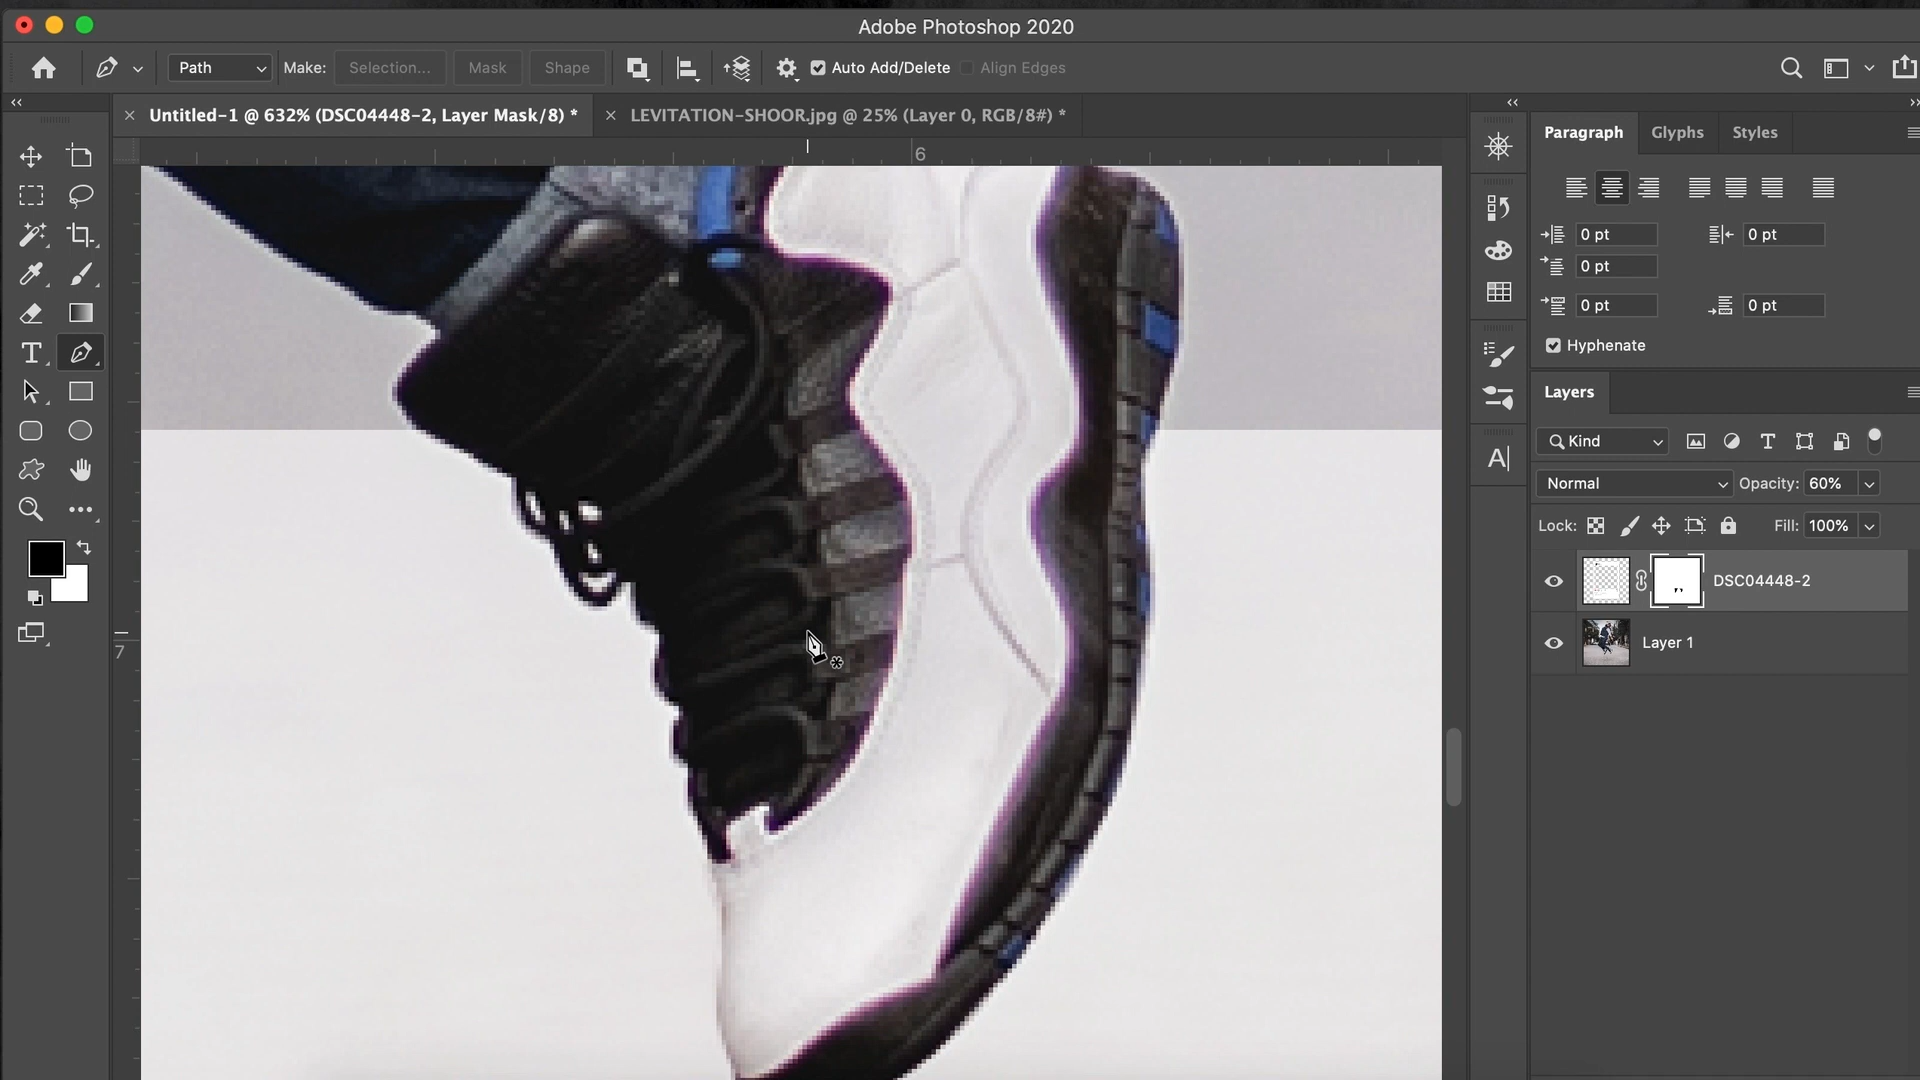 Adobe Photoshop 2020
Path Make: Selection... Mask Shape Auto Add/Delete Align Edges
Untitled-1 @ 632% (DSC04448-2, Layer Mask/8) * LEVITATION-SHOOR.jpg @ 25% (Layer 0, RGB/8#) *
Paragraph Glyphs Styles
6
0 pt 0 pt
0 pt
0 pt 0 pt
Hyphenate
Layers
Kind
Normal Opacity: 60%
Lock: Fill: 100%
DSC04448-2
7
Layer 1